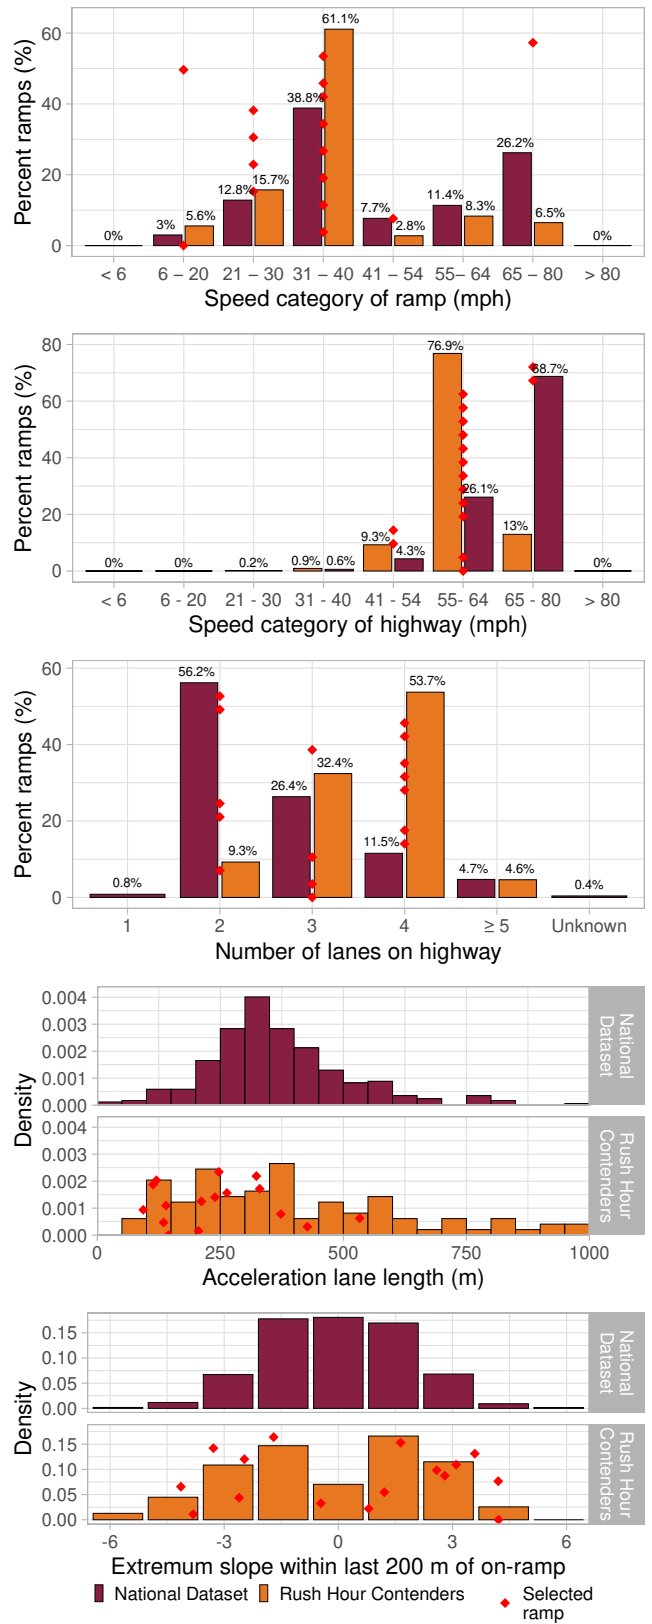 Percent ramps (%)
60
40
20
0
0%
3%
5.6%
12.8%
15.7%
38.8%
61.1%
7.7%
2.8%
11.4%
8.3%
26.2%
6.5%
0%
< 6
6 – 20
21 – 30
31 – 40
41 – 54
55– 64
65 – 80
> 80
Speed category of ramp (mph)
Percent ramps (%)
80
60
40
20
0
0%
0%
0.2%
0.9%
0.6%
9.3%
4.3%
76.9%
26.1%
13%
68.7%
0%
< 6
6 - 20
21 - 30
31 - 40
41 - 54
55- 64
65 - 80
> 80
Speed category of highway (mph)
Percent ramps (%)
60
40
20
0
0.8%
56.2%
9.3%
26.4%
32.4%
11.5%
53.7%
4.7%
4.6%
0.4%
1
2
3
4
≥ 5
Unknown
Number of lanes on highway
Density
0.004
0.003
0.002
0.001
0.000
National
Dataset
0.004
0.003
0.002
0.001
0.000
Rush Hour
Contenders
0
250
500
750
1000
Acceleration lane length (m)
Density
0.15
0.10
0.05
0.00
National
Dataset
0.15
0.10
0.05
0.00
Rush Hour
Contenders
-6
-3
0
3
6
Extremum slope within last 200 m of on-ramp
National Dataset
Rush Hour Contenders
Selected
ramp